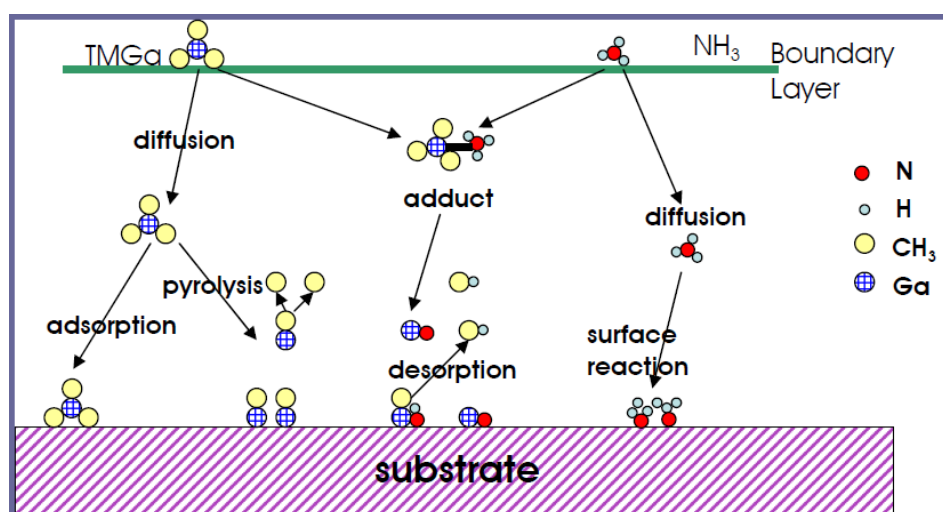 TMGa
NH₃
Boundary
Layer
diffusion
adduct
diffusion
N
H
CH₃
Ga
pyrolysis
adsorption
desorption
surface
reaction
substrate